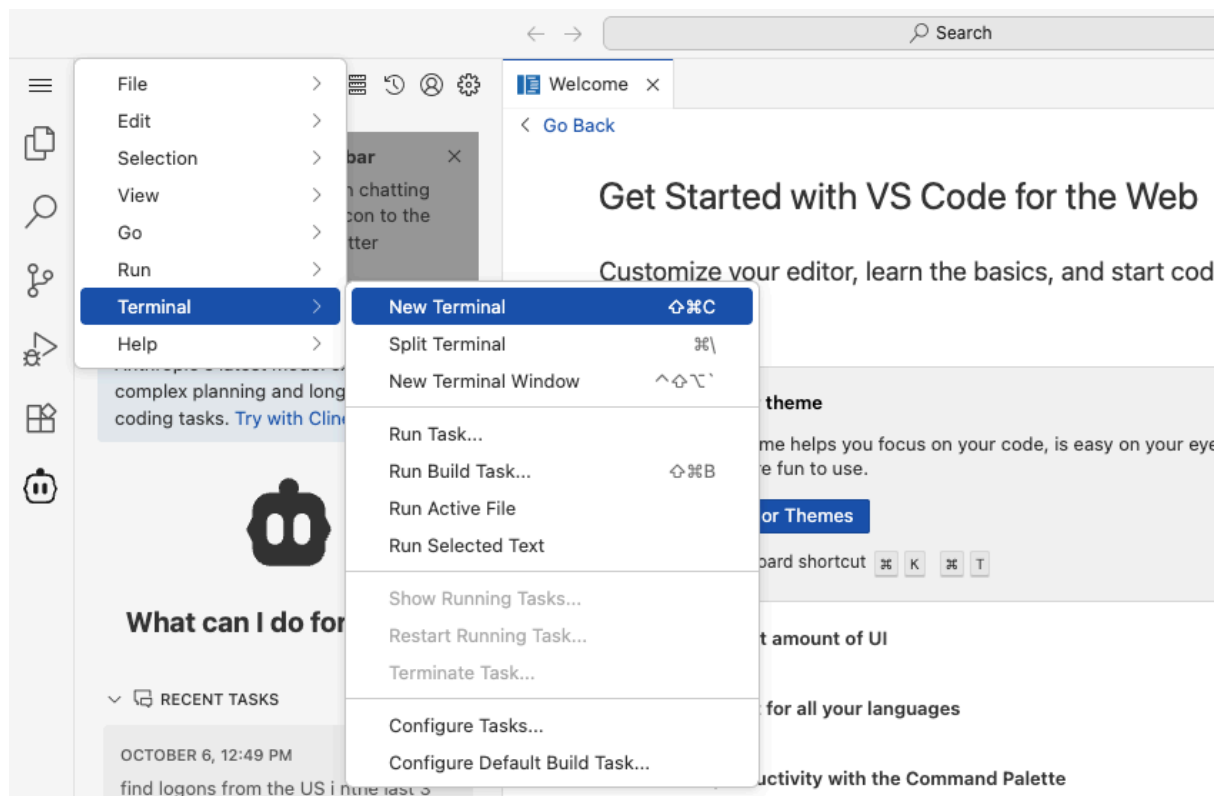 Search
File
Edit
Selection
View
Go
Run
Terminal
Help
New Terminal ⇧⌘C
Split Terminal ⌘\
New Terminal Window ^⇧⌥`
Run Task...
Run Build Task... ⇧⌘B
Run Active File
Run Selected Text
Show Running Tasks...
Restart Running Task...
Terminate Task...
Configure Tasks...
Configure Default Build Task...
bar
chatting
con to the
tter
complex planning and long
coding tasks. Try with Cline
What can I do for
RECENT TASKS
OCTOBER 6, 12:49 PM
find logons from the US i nthe last 3
Welcome
Go Back
Get Started with VS Code for the Web
Customize your editor, learn the basics, and start cod
theme
me helps you focus on your code, is easy on your eye
e fun to use.
or Themes
oard shortcut ⌘ K ⌘ T
t amount of UI
for all your languages
uctivity with the Command Palette